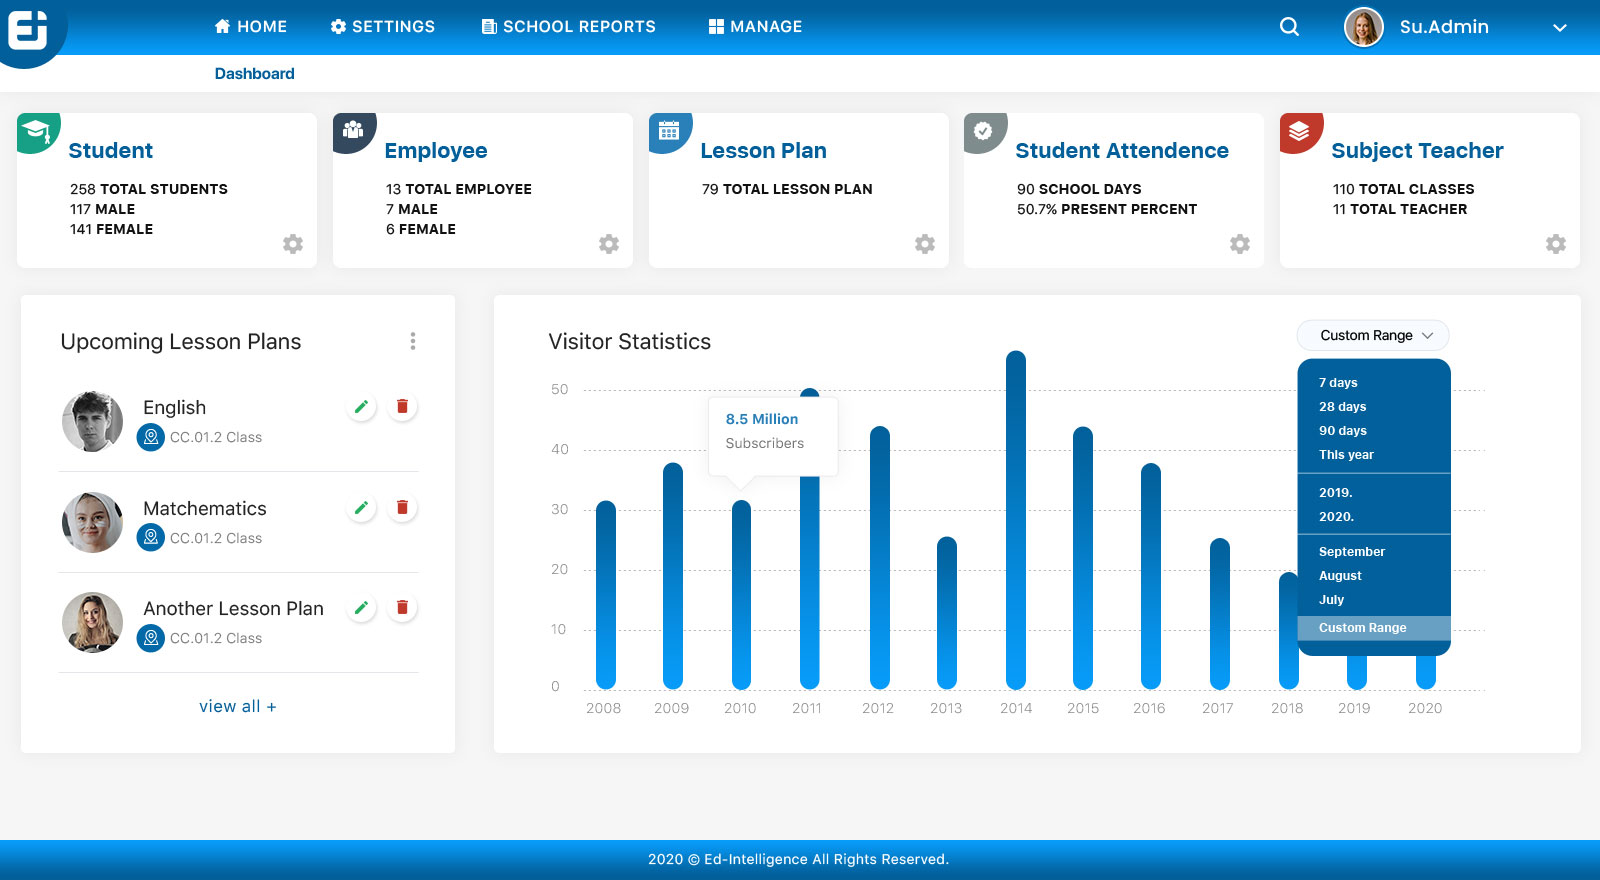 Ei
HOME
SETTINGS
SCHOOL REPORTS
MANAGE
Su.Admin
Dashboard
Student
258 TOTAL STUDENTS
117 MALE
141 FEMALE
Employee
13 TOTAL EMPLOYEE
7 MALE
6 FEMALE
Lesson Plan
79 TOTAL LESSON PLAN
Student Attendence
90 SCHOOL DAYS
50.7% PRESENT PERCENT
Subject Teacher
110 TOTAL CLASSES
11 TOTAL TEACHER
Upcoming Lesson Plans
English
CC.01.2 Class
Matchematics
CC.01.2 Class
Another Lesson Plan
CC.01.2 Class
view all +
Visitor Statistics
Custom Range
7 days
28 days
90 days
This year
2019.
2020.
September
August
July
Custom Range
8.5 Million
Subscribers
50
40
30
20
10
0
2008 2009 2010 2011 2012 2013 2014 2015 2016 2017 2018 2019 2020
2020 © Ed-Intelligence All Rights Reserved.